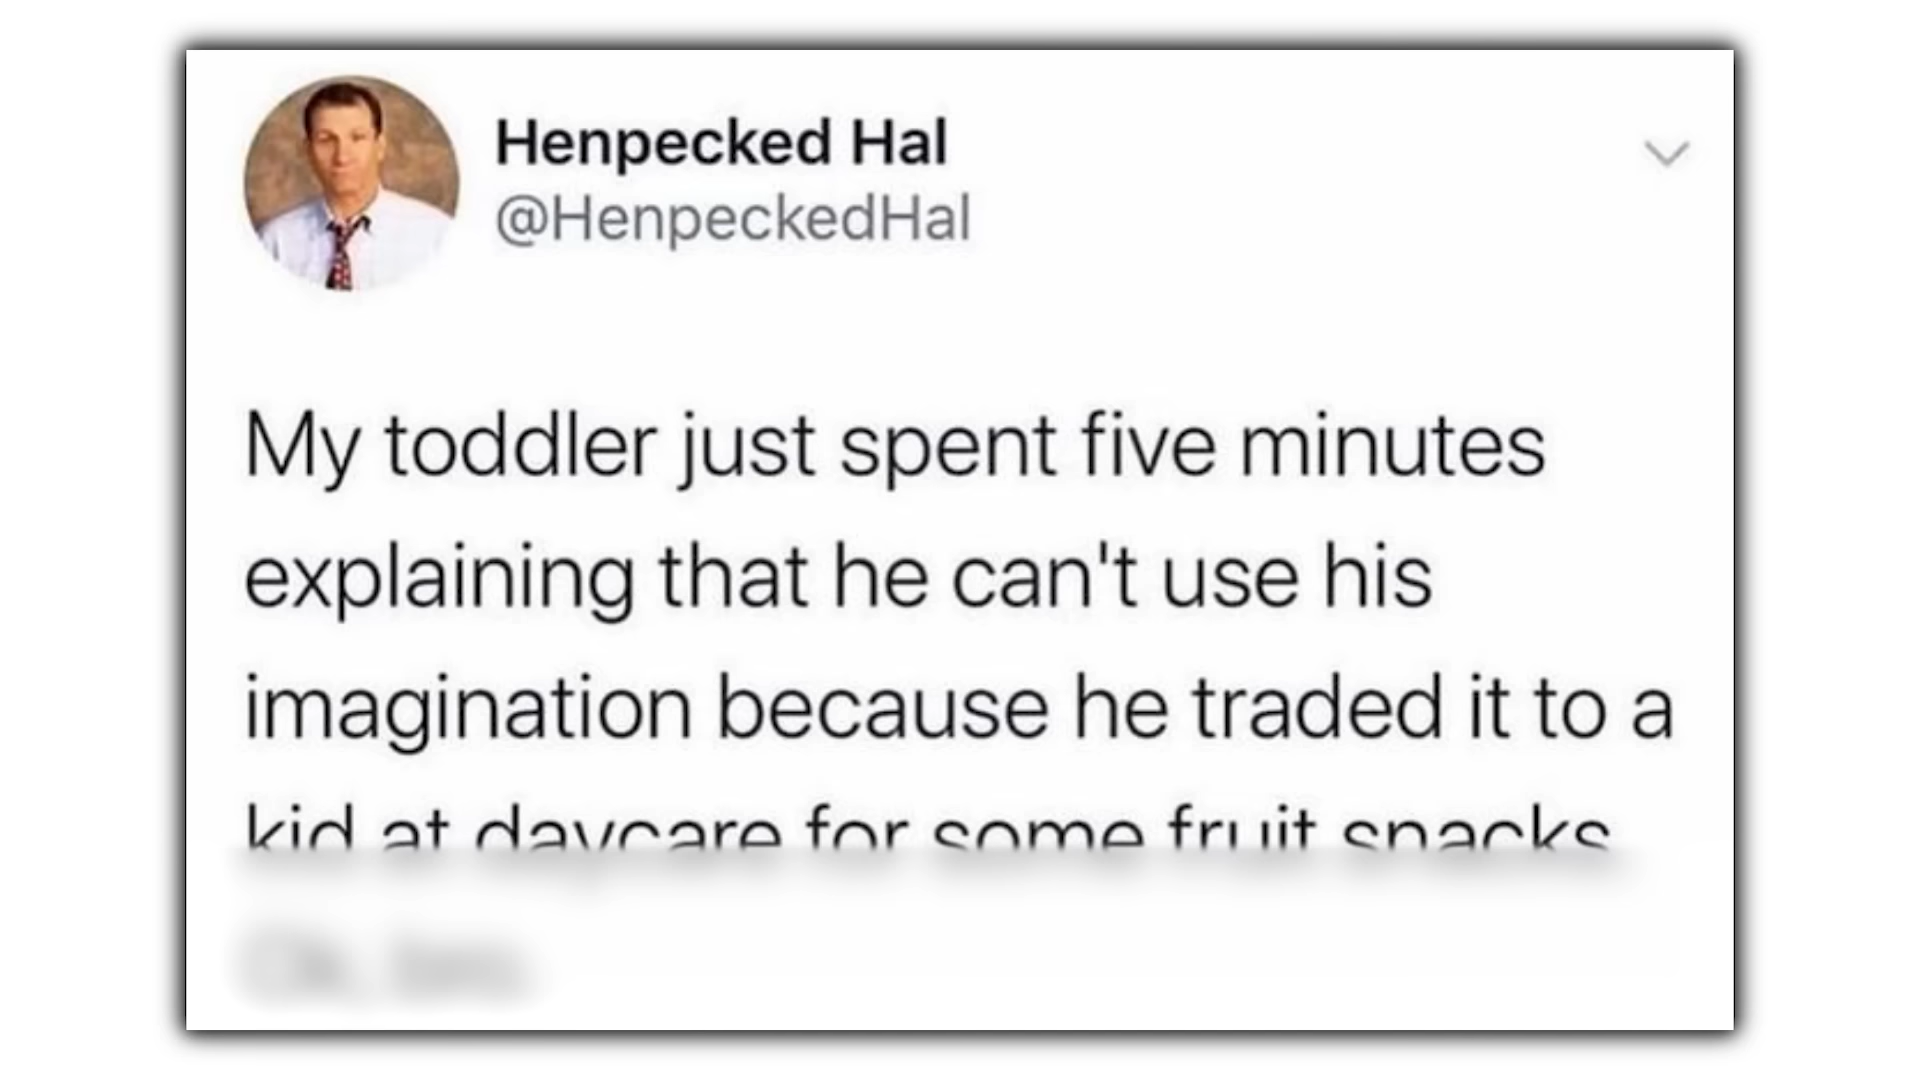 Henpecked Hal
@HenpeckedHal
My toddler just spent five minutes
explaining that he can't use his
imagination because he traded it to a
kid at daycare for some fruit snacks